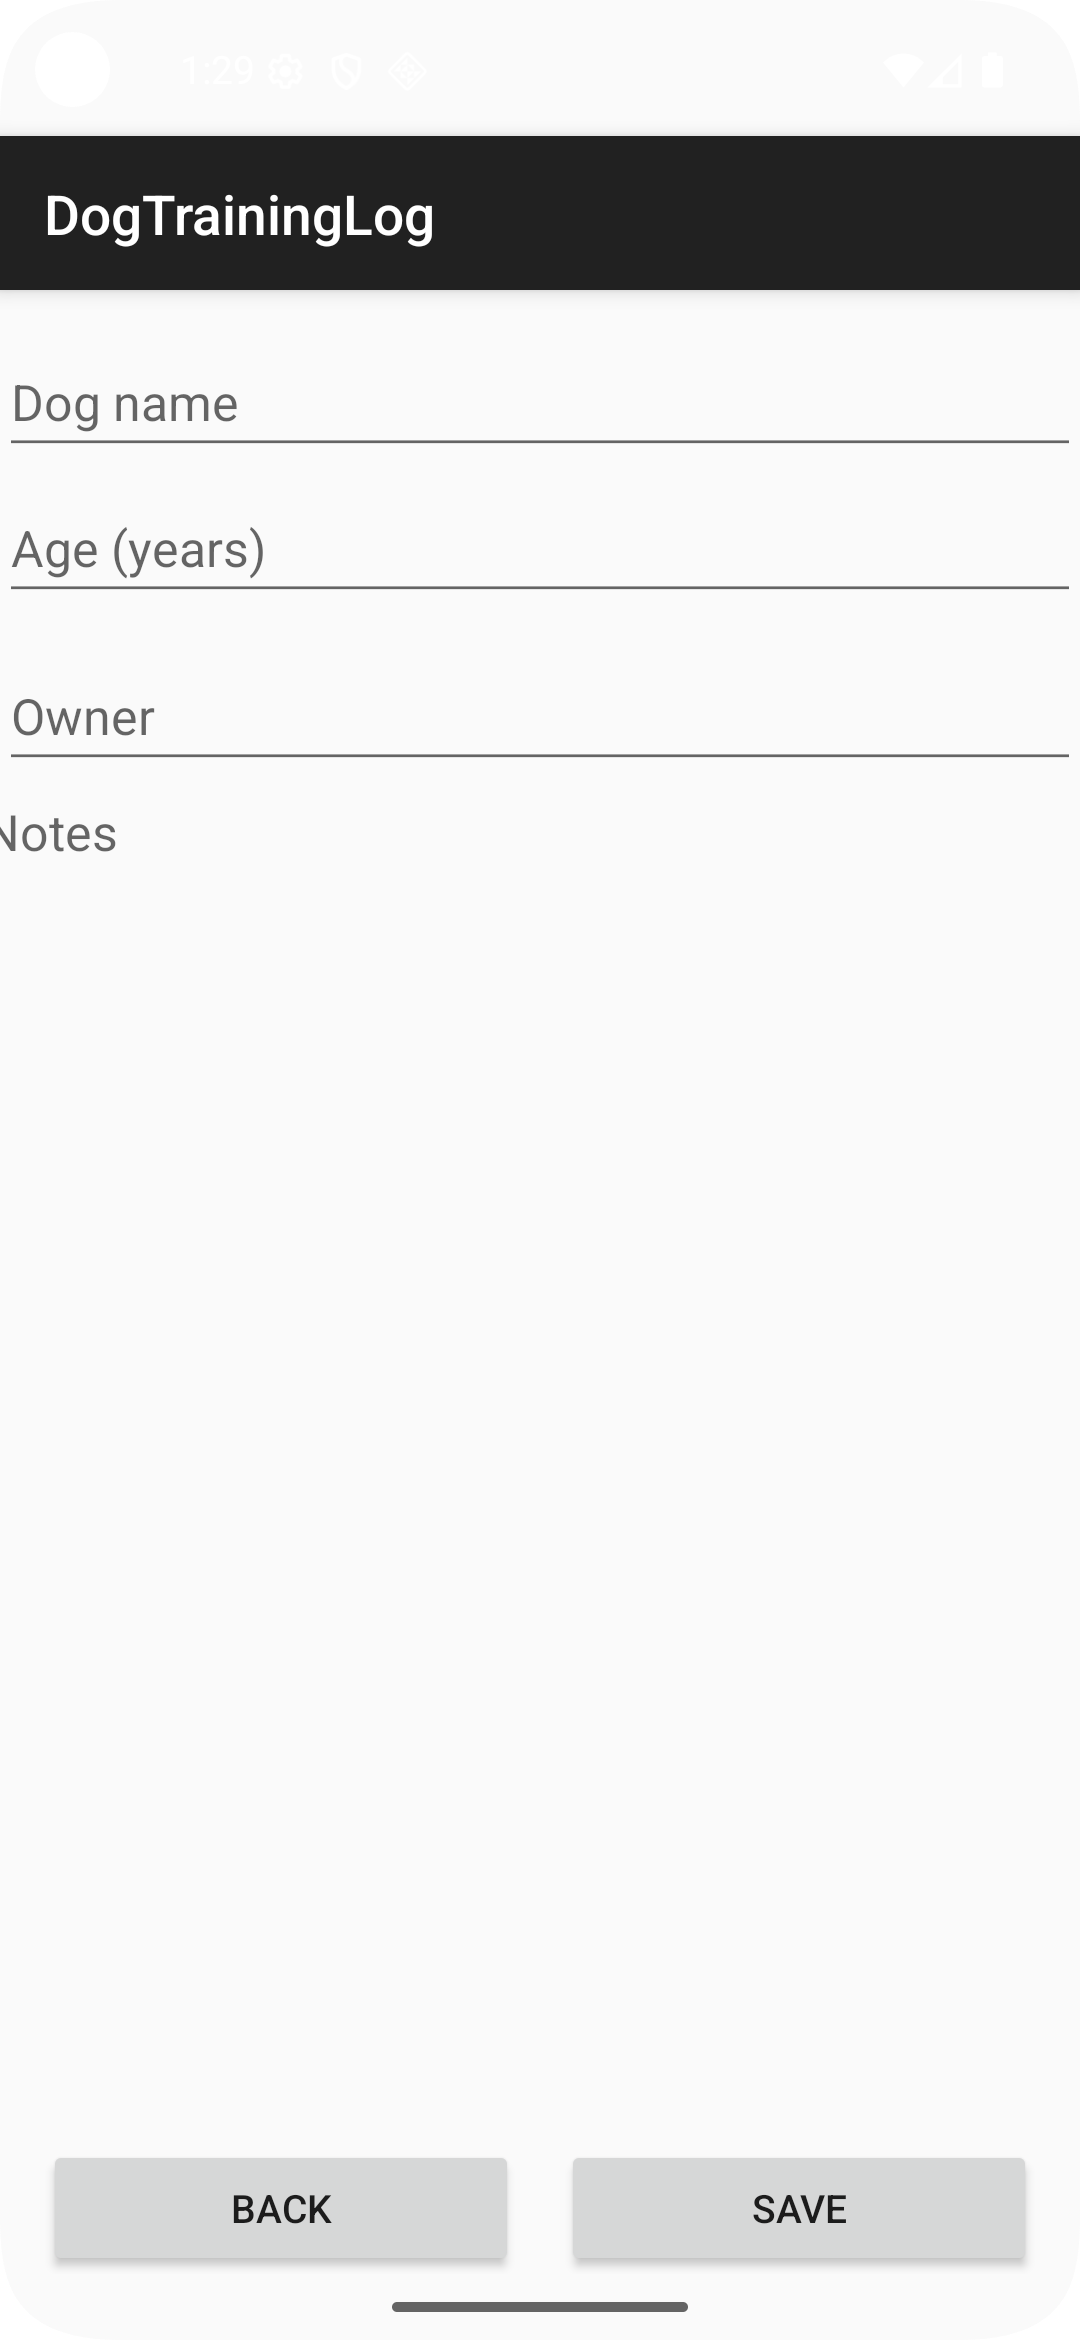 1:29
DogTrainingLog
Dog name
Age (years)
Owner
Notes
BACK
SAVE